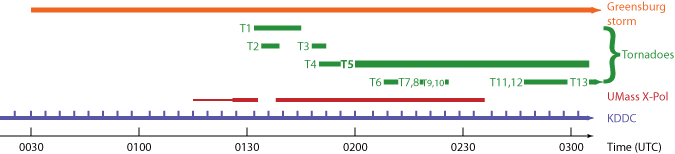 Greensburg
storm
T1
T2 T3
T4 T5
Tornadoes
T6 T7,8 T9,10 T11,12 T13
UMass X-Pol
KDDC
0030 0100 0130 0200 0230 0300 Time (UTC)